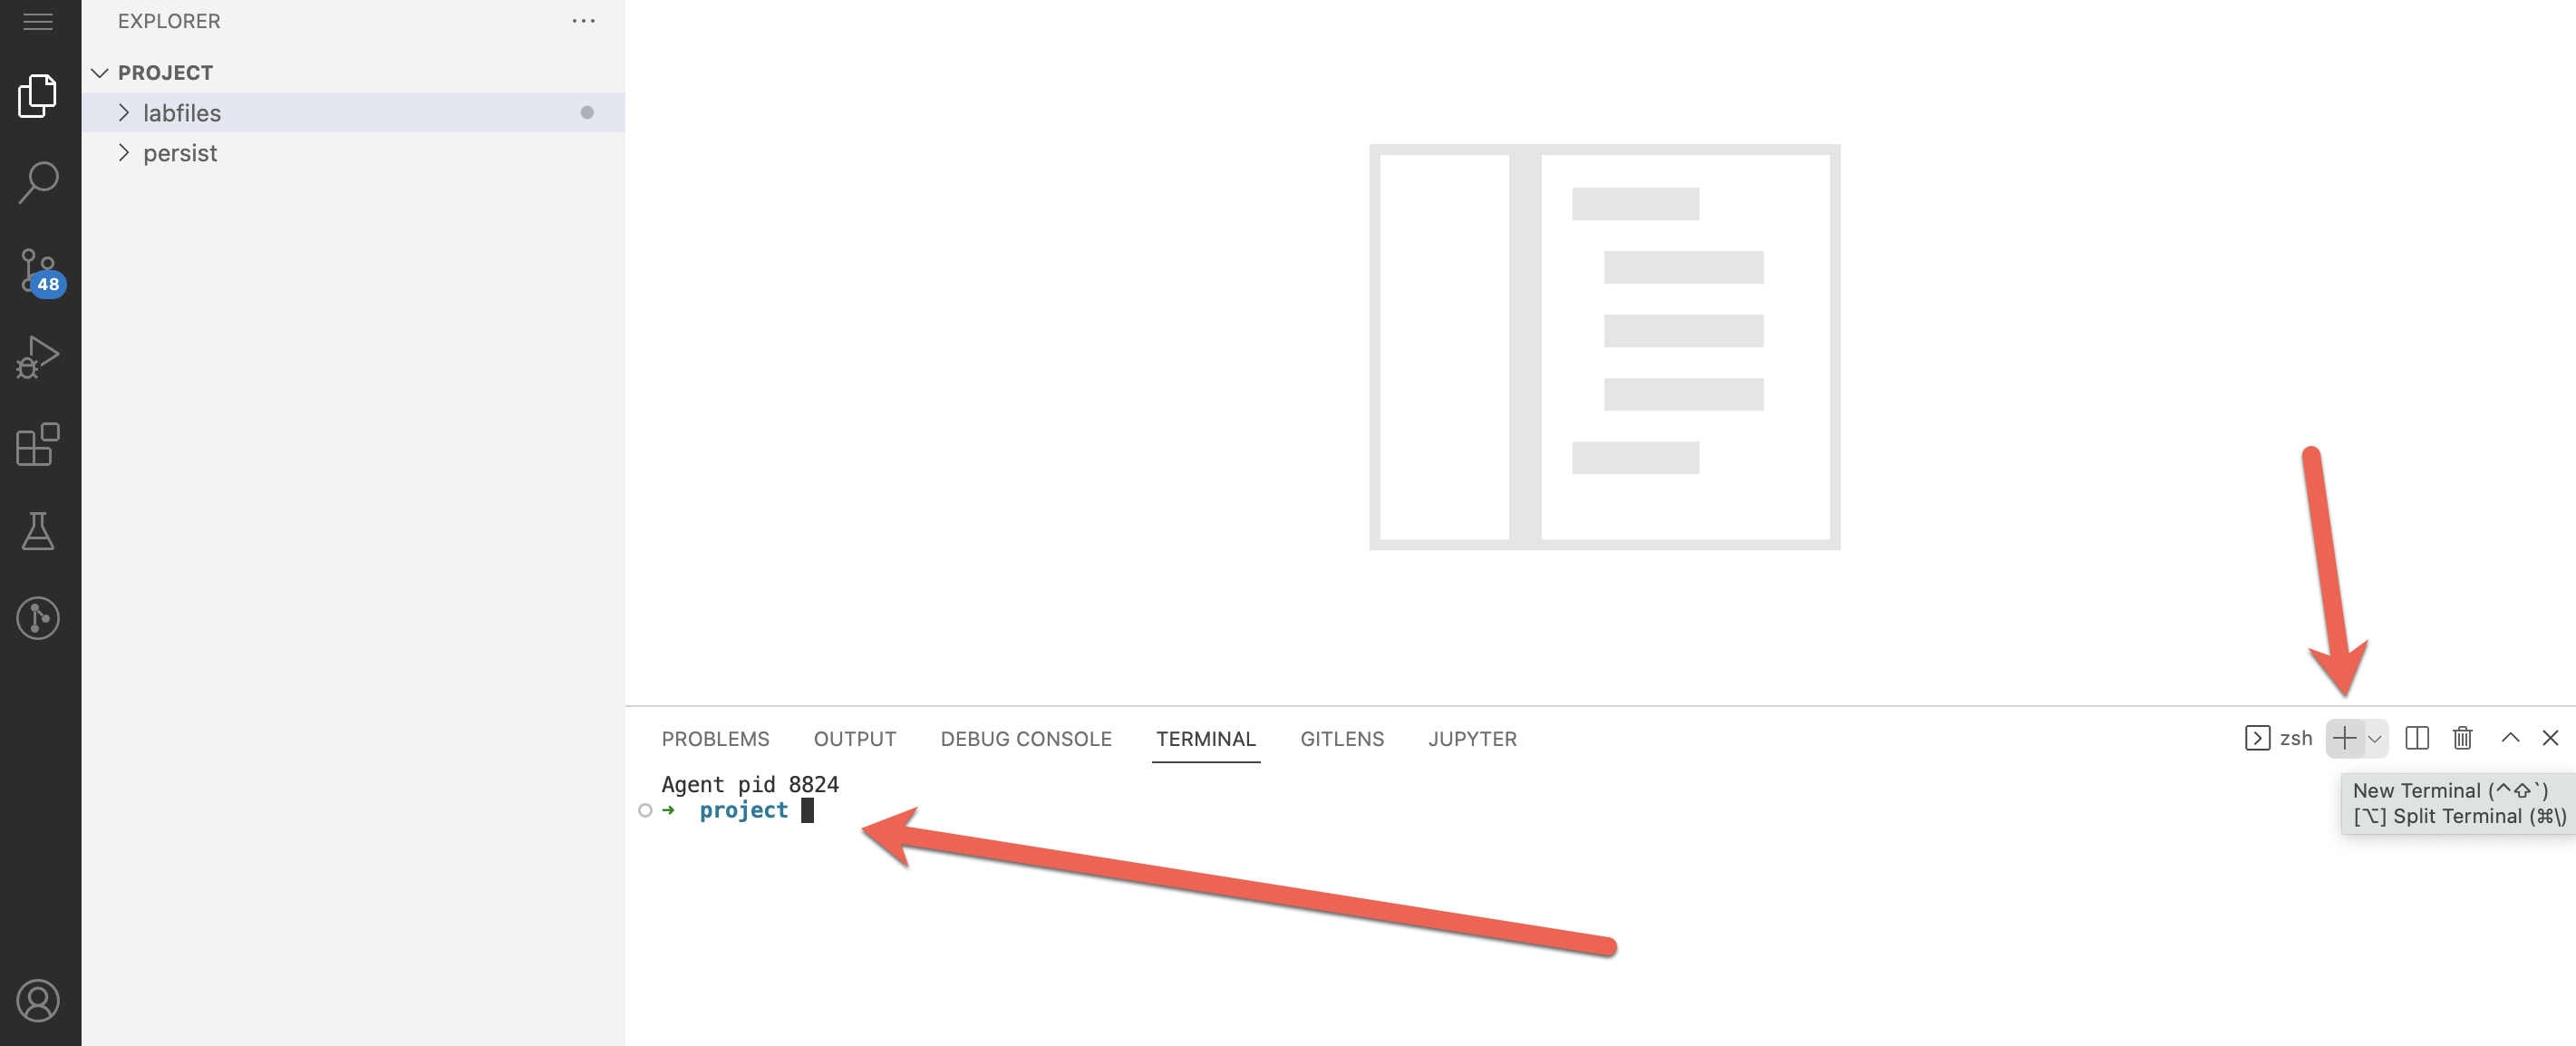 EXPLORER
PROJECT
labfiles
persist
48
PROBLEMS OUTPUT DEBUG CONSOLE TERMINAL GITLENS JUPYTER
zsh
Agent pid 8824
➜ project
New Terminal (⌃⇧`)
[⌥] Split Terminal (⌘\)